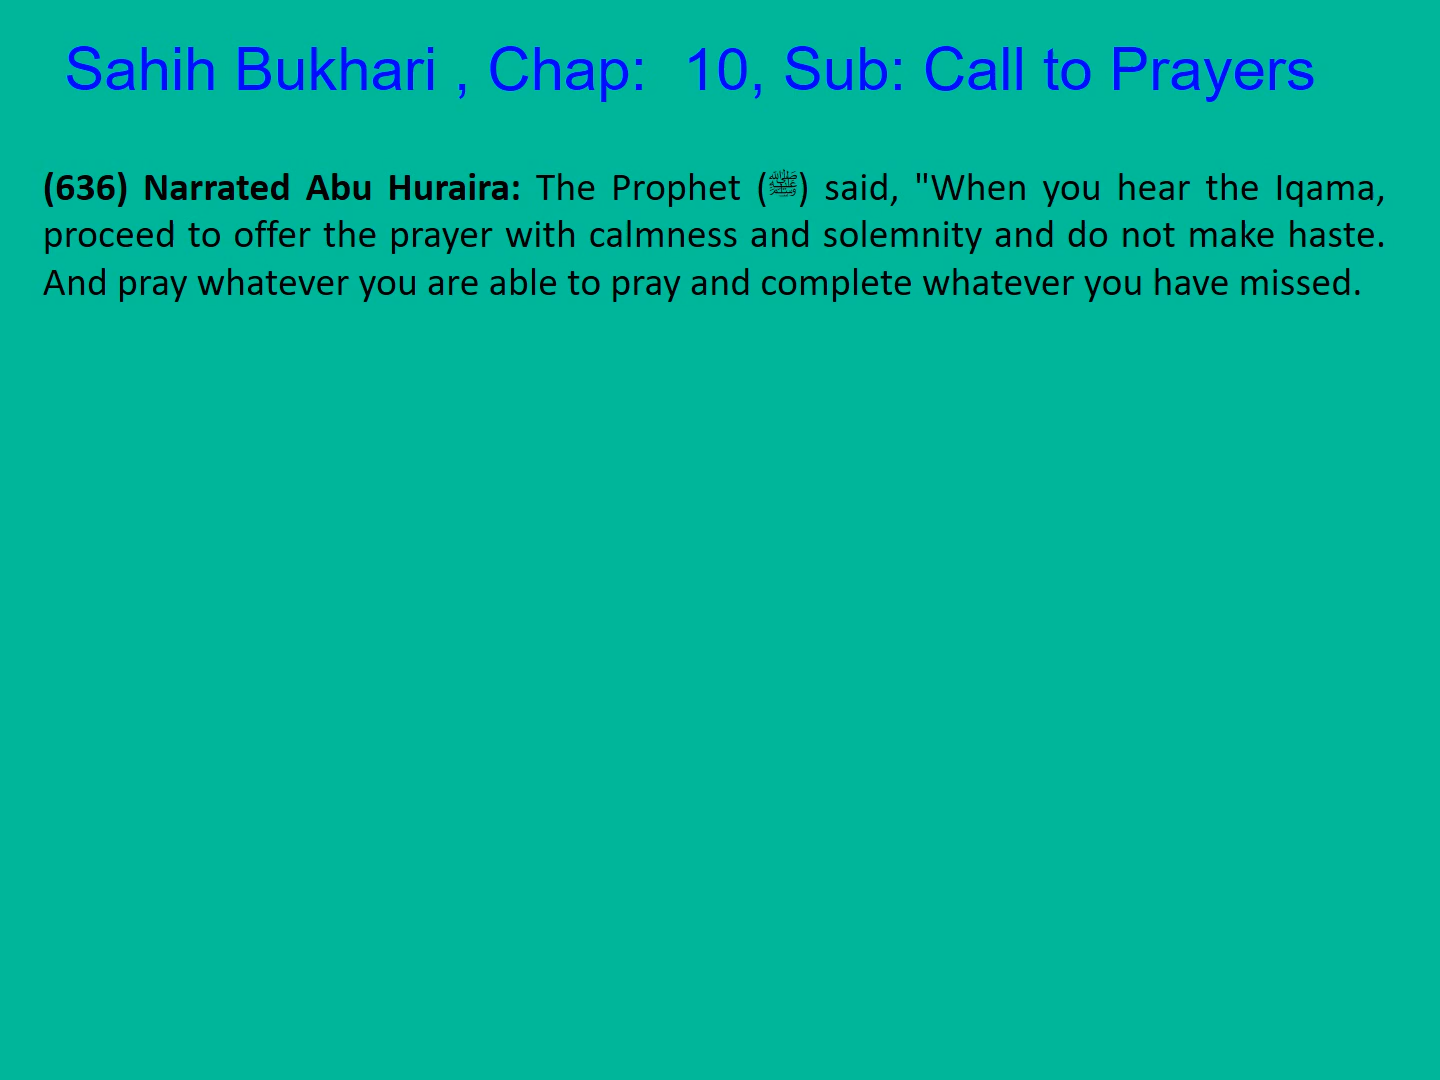 Sahih Bukhari , Chap:  10, Sub: Call to Prayers
(636) Narrated Abu Huraira: The Prophet (ﷺ) said, "When you hear the Iqama,
proceed to offer the prayer with calmness and solemnity and do not make haste.
And pray whatever you are able to pray and complete whatever you have missed.